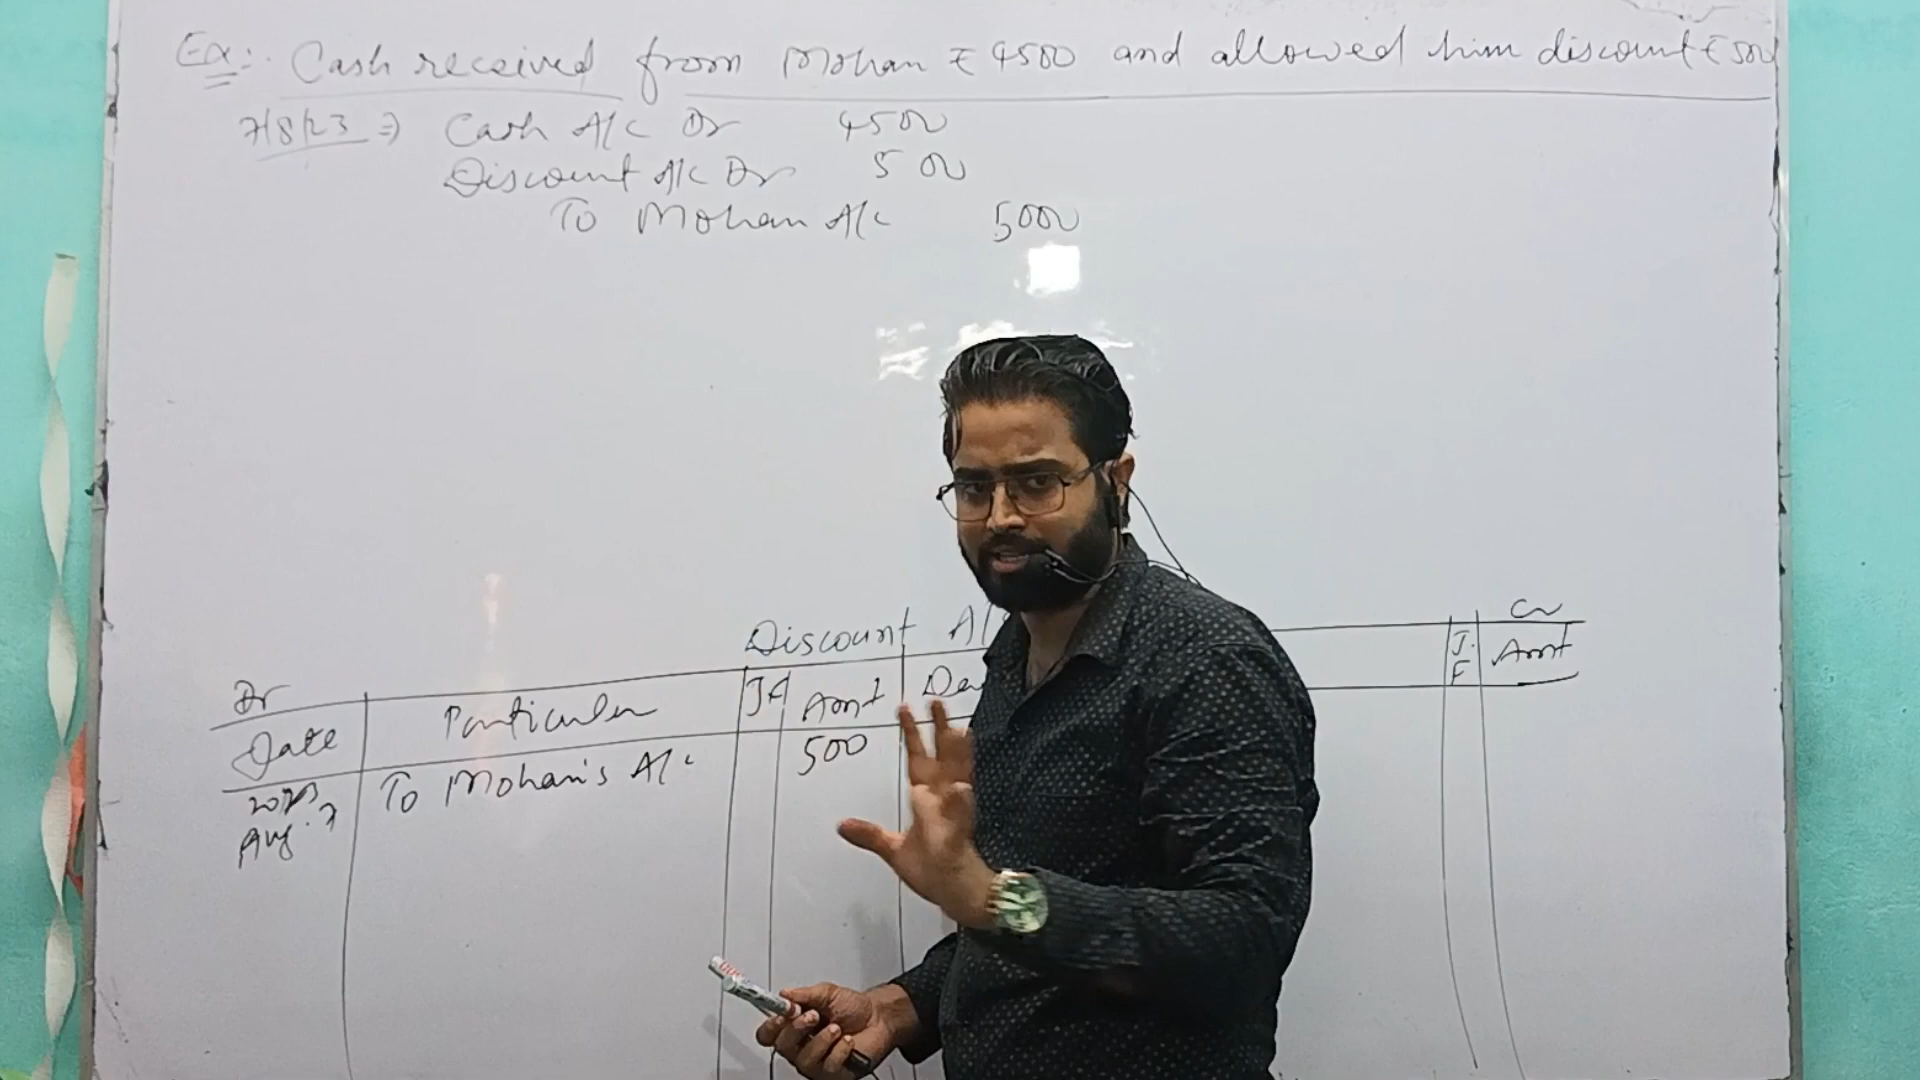 Ex:- Cash received from Mohan ₹ 4500 and allowed him discount ₹ 500
7/8/23 ⇒ Cash A/c Dr 4500
Discount A/c Dr 500
To Mohan A/c 5000
Discount A/c
Dr Cr
Date Particular J.F Amt J.F Amt
Aug. 7 To Mohan's A/c 500